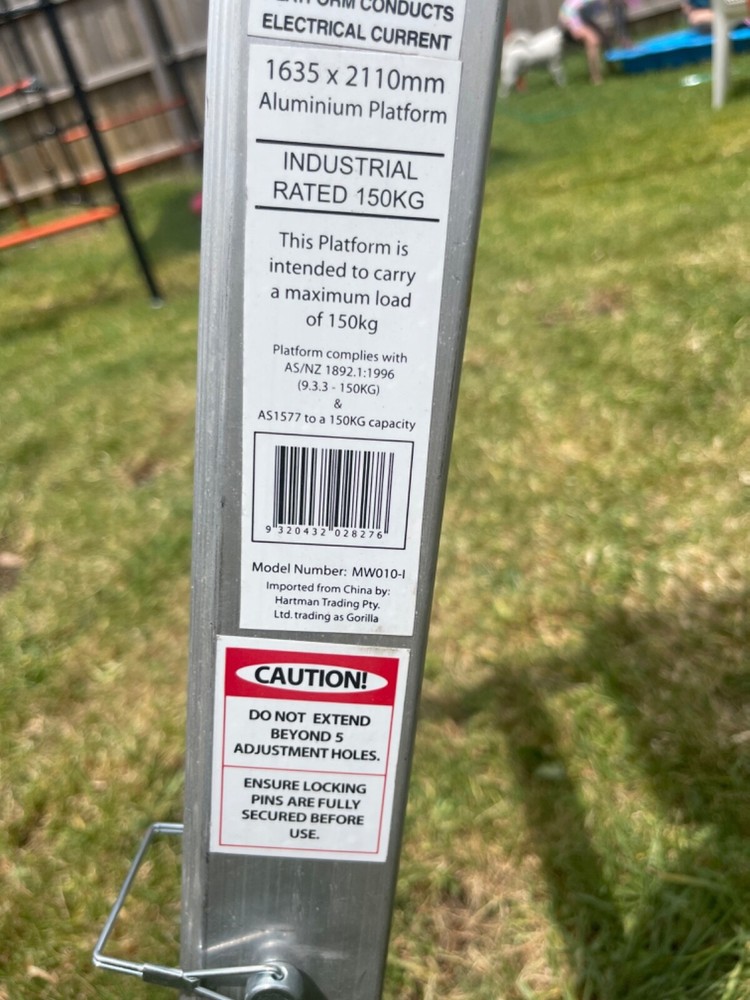 CONDUCTS
ELECTRICAL CURRENT
1635 x 2110mm
Aluminium Platform
INDUSTRIAL
RATED 150KG
This Platform is
intended to carry
a maximum load
of 150kg
Platform complies with
AS/NZ 1892.1:1996
(9.3.3 - 150KG)
&
AS1577 to a 150KG capacity
9 320432 028276
Model Number: MW010-I
Imported from China by:
Hartman Trading Pty.
Ltd. trading as Gorilla
CAUTION!
DO NOT EXTEND
BEYOND 5
ADJUSTMENT HOLES.
ENSURE LOCKING
PINS ARE FULLY
SECURED BEFORE
USE.